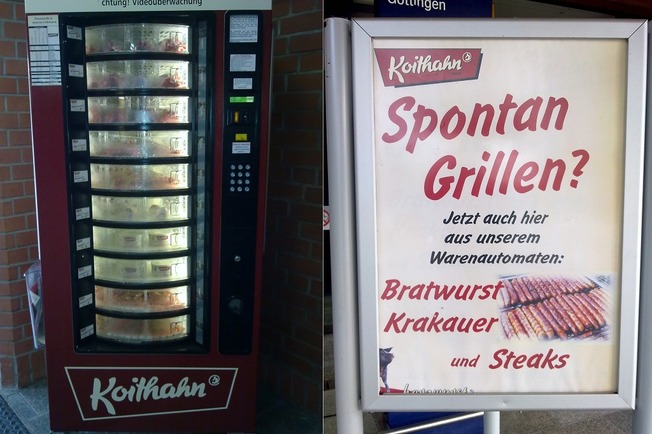 chtung! Videoüberwachung
Koithahn
Göttingen
Koithahn
Spontan
Grillen?
Jetzt auch hier
aus unserem
Warenautomaten:
Bratwurst
Krakauer
und Steaks